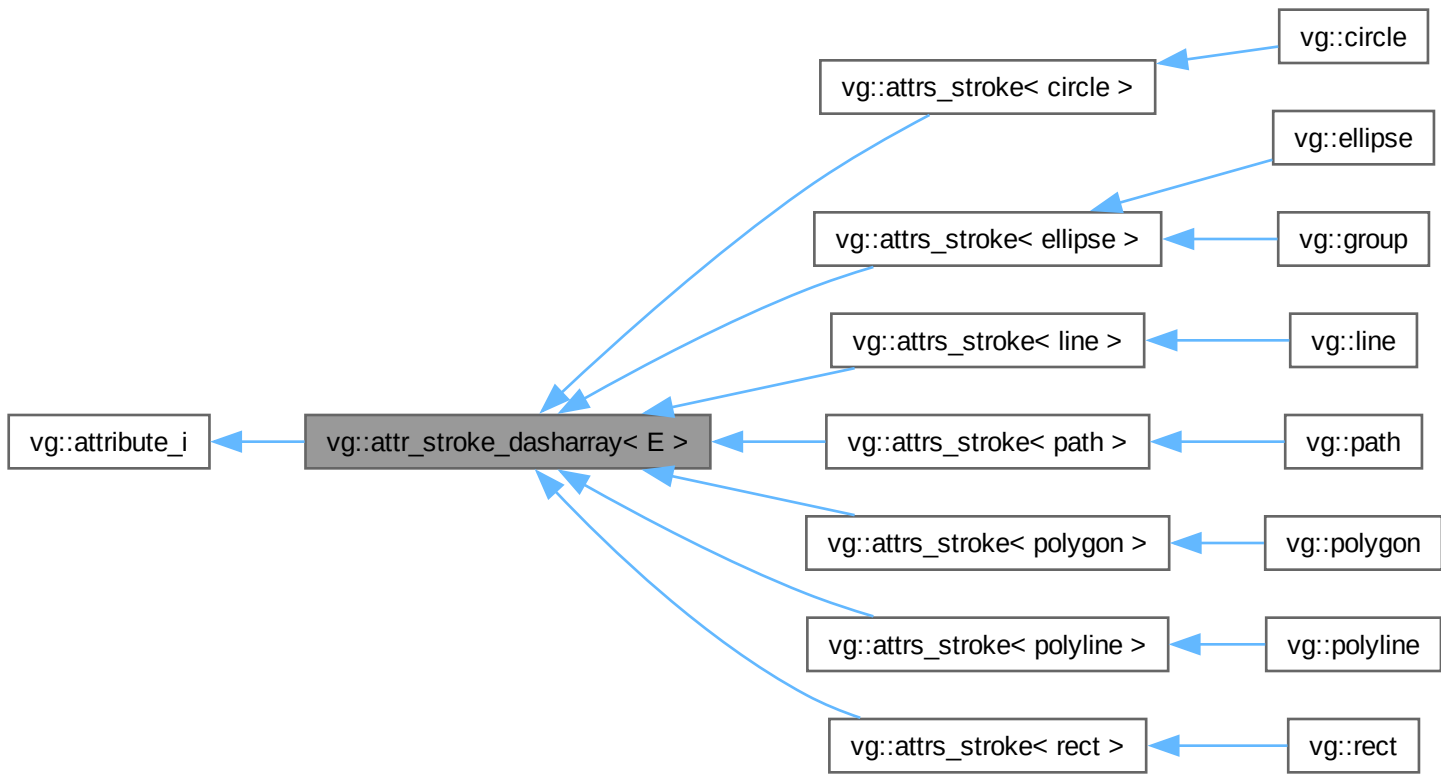 vg::circle
vg::attrs_stroke< circle >
vg::ellipse
vg::attrs_stroke< ellipse >
vg::group
vg::attrs_stroke< line >
vg::line
vg::attribute_i
vg::attr_stroke_dasharray< E >
vg::attrs_stroke< path >
vg::path
vg::attrs_stroke< polygon >
vg::polygon
vg::attrs_stroke< polyline >
vg::polyline
vg::attrs_stroke< rect >
vg::rect